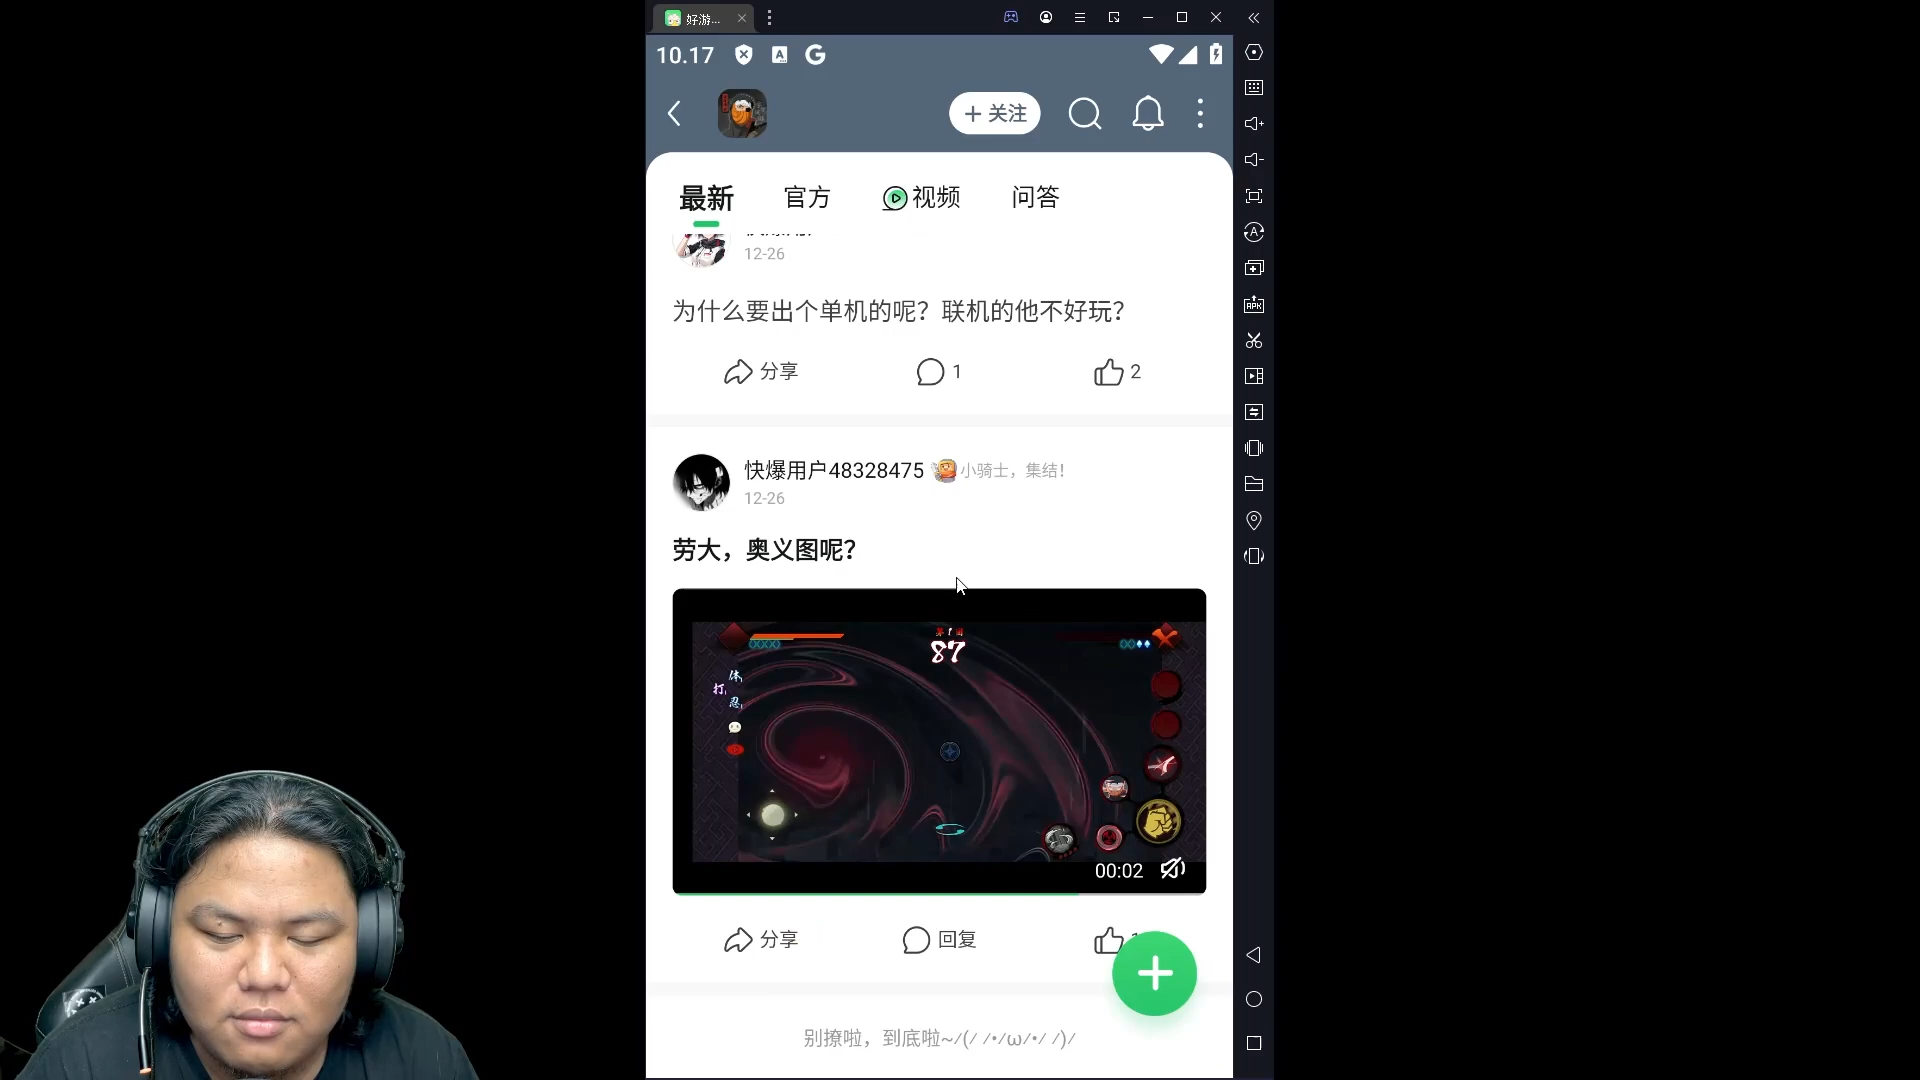 好游...
10.17
+ 关注
最新
官方
视频
问答
12-26
为什么要出个单机的呢？联机的他不好玩？
分享
1
2
快爆用户48328475
小骑士，集结！
12-26
劳大，奥义图呢？
87
体
打
忍
00:02
分享
回复
别撩啦，到底啦~/(/ /•/ω/•/ /)/